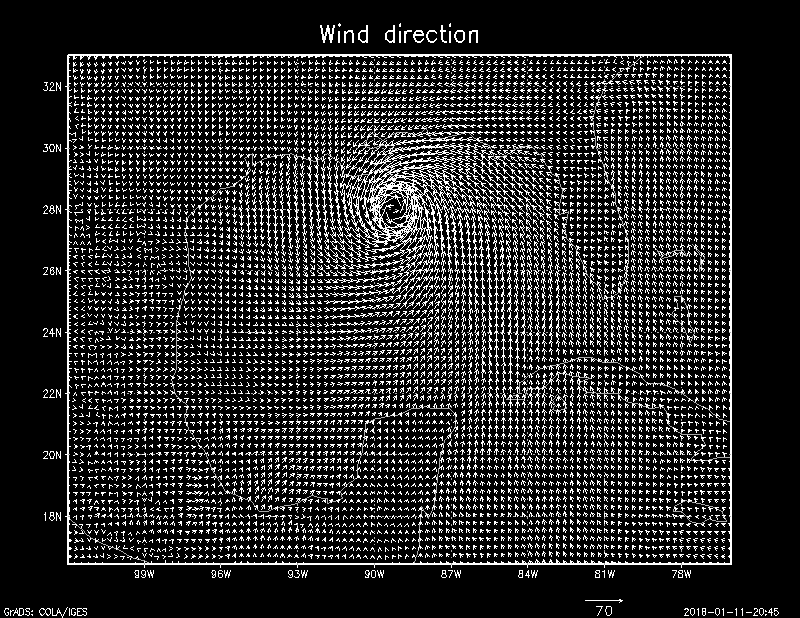 Wind direction
32N
30N
28N
26N
24N
22N
20N
18N
99W 96W 93W 90W 87W 84W 81W 78W
70
GrADS: COLA/IGES 2018-01-11-20:45